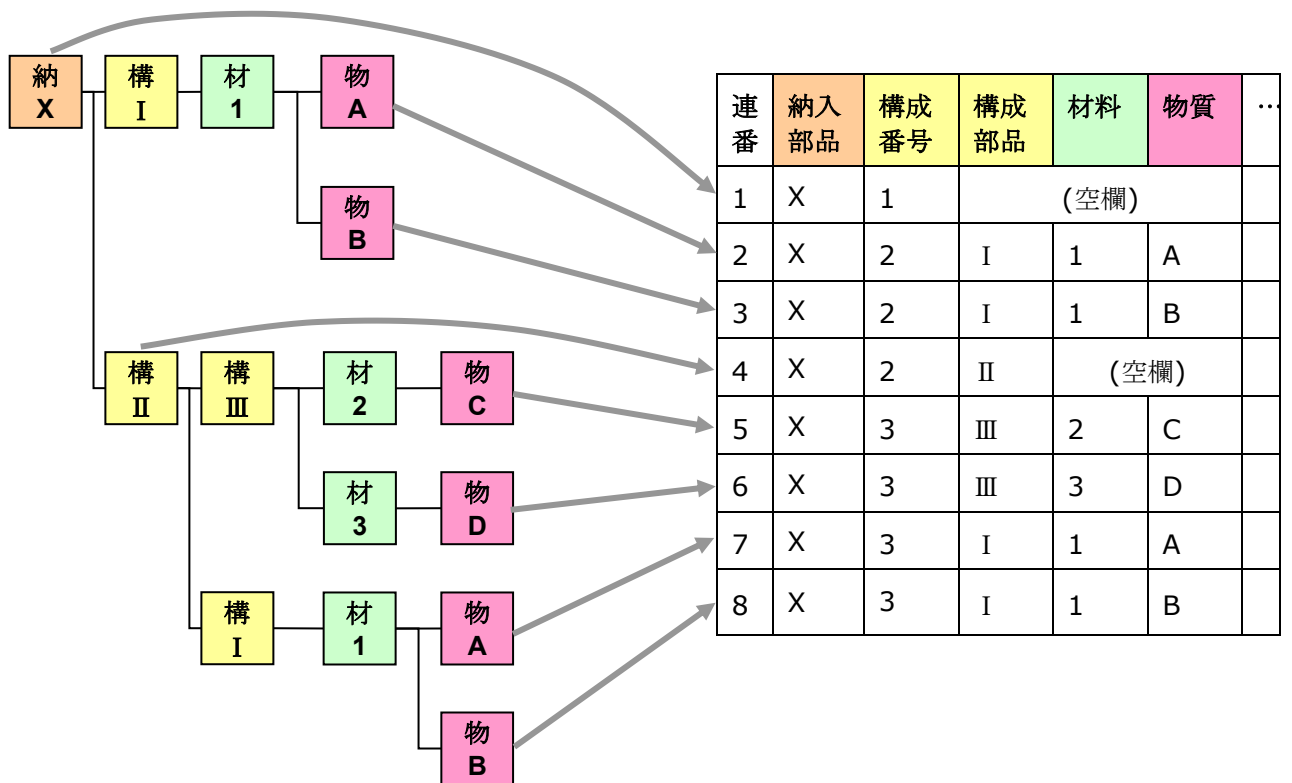 納
X
構
Ⅰ
材
1
物
A
物
B
構
Ⅱ
構
Ⅲ
材
2
物
C
材
3
物
D
構
Ⅰ
材
1
物
A
物
B
連番 納入部品 構成番号 構成部品 材料 物質 …
1 X 1 (空欄)
2 X 2 Ⅰ 1 A
3 X 2 Ⅰ 1 B
4 X 2 Ⅱ (空欄)
5 X 3 Ⅲ 2 C
6 X 3 Ⅲ 3 D
7 X 3 Ⅰ 1 A
8 X 3 Ⅰ 1 B